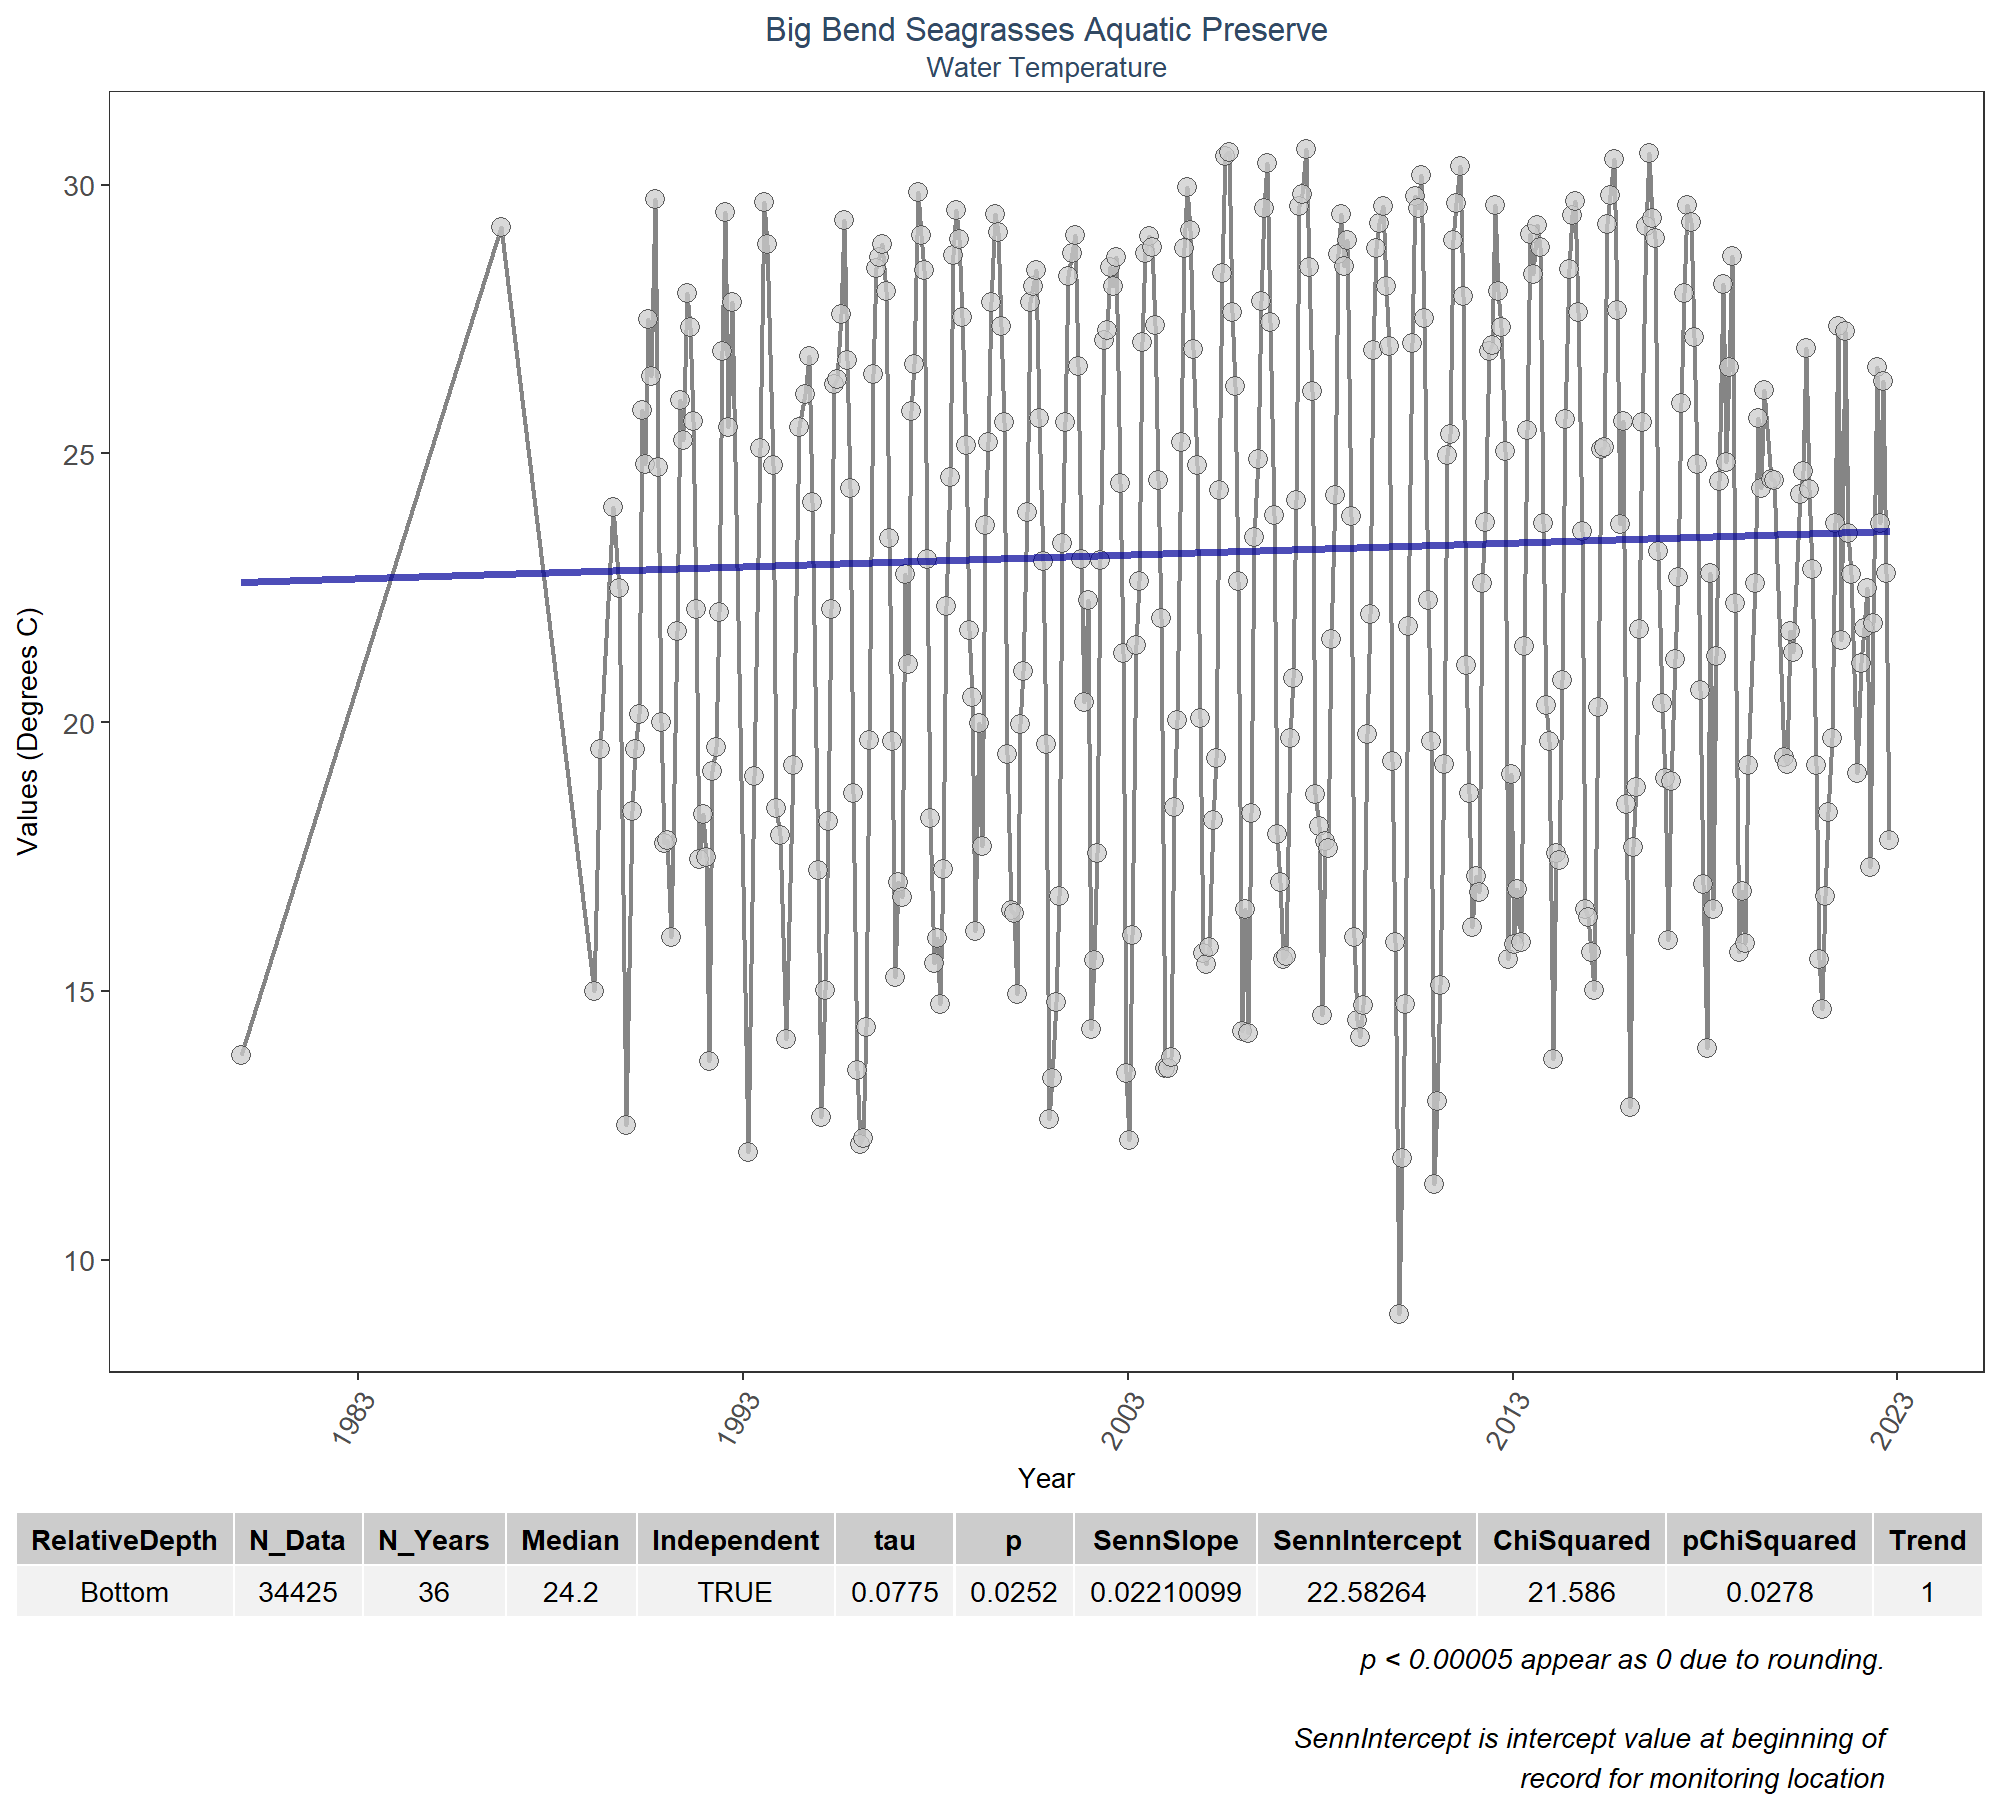 Big Bend Seagrasses Aquatic Preserve
Water Temperature
Values (Degrees C)
30
25
20
15
10
1983
1993
2003
2013
2023
Year
RelativeDepth N_Data N_Years Median Independent tau p SennSlope SennIntercept ChiSquared pChiSquared Trend
Bottom 34425 36 24.2 TRUE 0.0775 0.0252 0.02210099 22.58264 21.586 0.0278 1
p < 0.00005 appear as 0 due to rounding.
SennIntercept is intercept value at beginning of
record for monitoring location